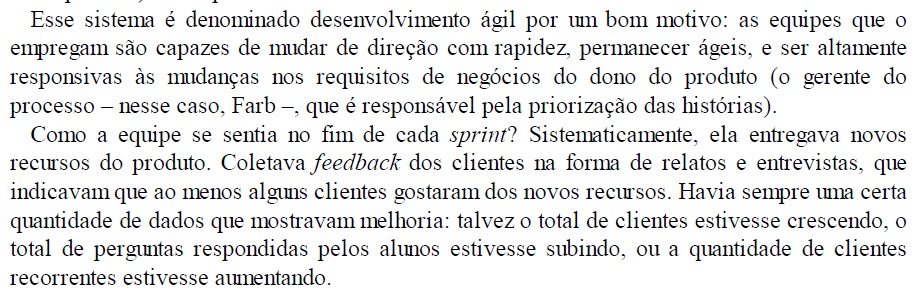 Esse sistema é denominado desenvolvimento ágil por um bom motivo: as equipes que o
empregam são capazes de mudar de direção com rapidez, permanecer ágeis, e ser altamente
responsivas às mudanças nos requisitos de negócios do dono do produto (o gerente do
processo – nesse caso, Farb –, que é responsável pela priorização das histórias).
Como a equipe se sentia no fim de cada sprint? Sistematicamente, ela entregava novos
recursos do produto. Coletava feedback dos clientes na forma de relatos e entrevistas, que
indicavam que ao menos alguns clientes gostaram dos novos recursos. Havia sempre uma certa
quantidade de dados que mostravam melhoria: talvez o total de clientes estivesse crescendo, o
total de perguntas respondidas pelos alunos estivesse subindo, ou a quantidade de clientes
recorrentes estivesse aumentando.